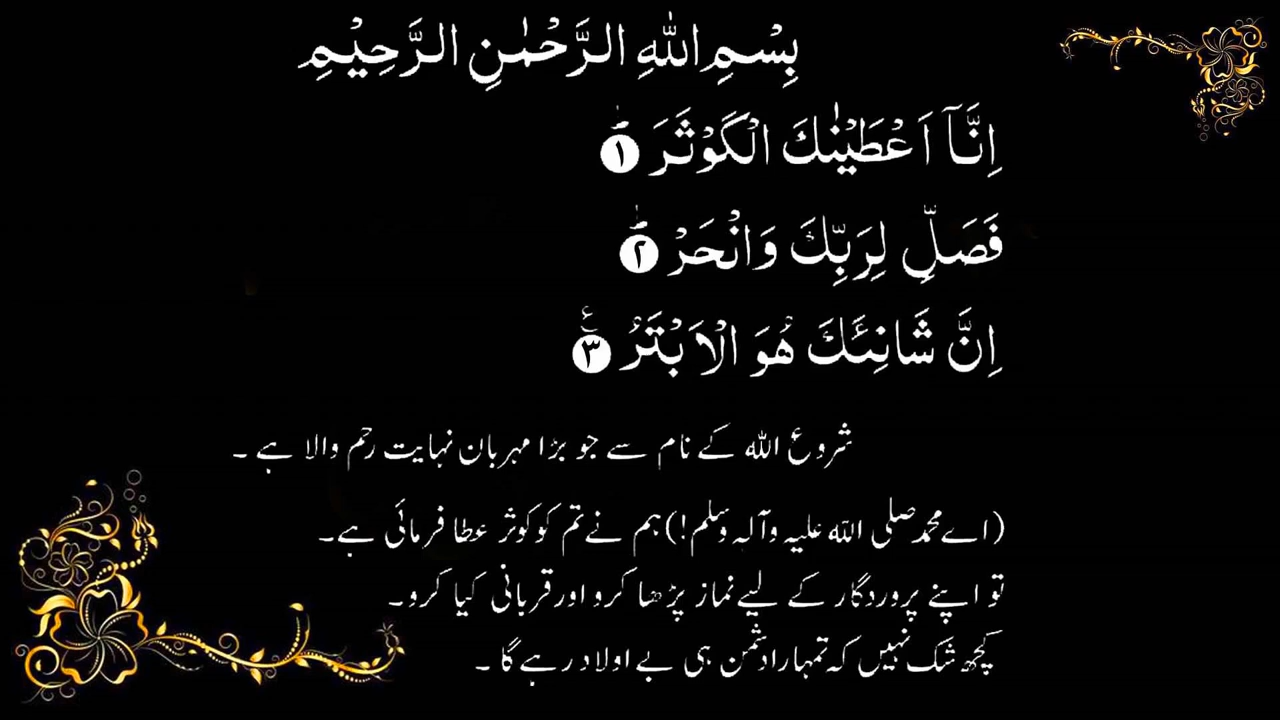 بِسْمِ اللّٰهِ الرَّحْمٰنِ الرَّحِيْمِ
اِنَّاۤ اَعْطَيْنٰكَ الْكَوْثَرَ ؕ ۱
فَصَلِّ لِرَبِّكَ وَانْحَرْ ؕ ۲
اِنَّ شَانِئَكَ هُوَ الْاَبْتَرُ ۳ ع
شروع اللہ کے نام سے جو بڑا مہربان نہایت رحم والا ہے ۔
(اے محمد صلی اللہ علیہ وآلہ وسلم!) ہم نے تم کو کوثر عطا فرمائی ہے۔
تو اپنے پروردگار کے لیے نماز پڑھا کرو اور قربانی کیا کرو۔
کچھ شک نہیں کہ تمہارا دشمن ہی بے اولاد رہے گا ۔